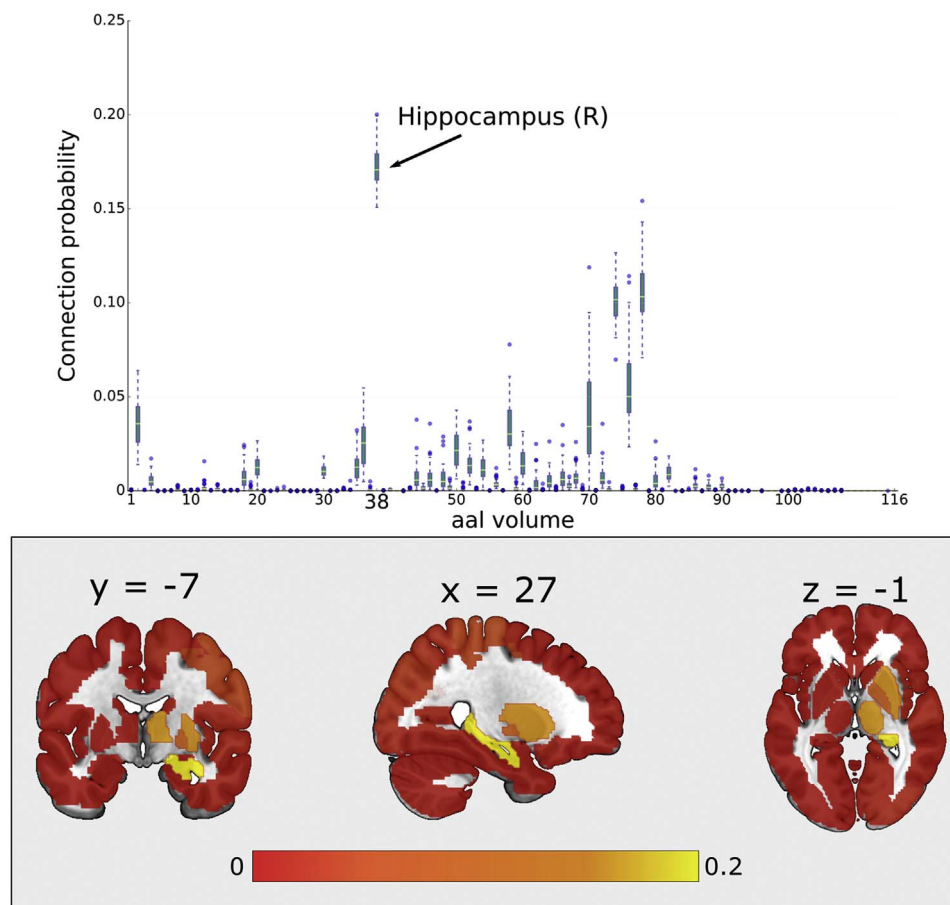 0.25
0.20
Hippocampus (R)
0.15
Connection probability
0.10
0.05
0
1 10 20 30 38 50 60 70 80 90 100 116
aal volume
y = -7 x = 27 z = -1
0 0.2